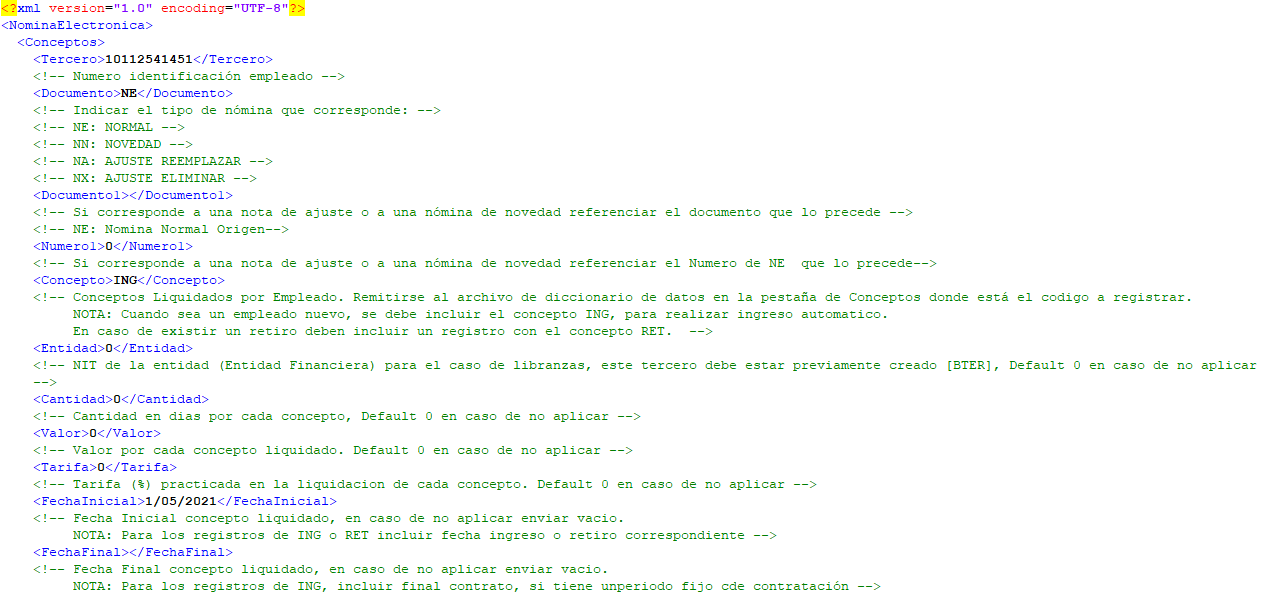 <?xml version="1.0" encoding="UTF-8"?>
<NominaElectronica>
<Conceptos>
<Tercero>10112541451</Tercero>
<!-- Numero identificación empleado -->
<Documento>NE</Documento>
<!-- Indicar el tipo de nómina que corresponde: -->
<!-- NE: NORMAL -->
<!-- NN: NOVEDAD -->
<!-- NA: AJUSTE REEMPLAZAR -->
<!-- NX: AJUSTE ELIMINAR -->
<Documento1></Documento1>
<!-- Si corresponde a una nota de ajuste o a una nómina de novedad referenciar el documento que lo precede -->
<!-- NE: Nomina Normal Origen-->
<Numero1>0</Numero1>
<!-- Si corresponde a una nota de ajuste o a una nómina de novedad referenciar el Numero de NE  que lo precede-->
<Concepto>ING</Concepto>
<!-- Conceptos Liquidados por Empleado. Remitirse al archivo de diccionario de datos en la pestaña de Conceptos donde está el codigo a registrar.
NOTA: Cuando sea un empleado nuevo, se debe incluir el concepto ING, para realizar ingreso automatico.
En caso de existir un retiro deben incluir un registro con el concepto RET.  -->
<Entidad>0</Entidad>
<!-- NIT de la entidad (Entidad Financiera) para el caso de libranzas, este tercero debe estar previamente creado [BTER], Default 0 en caso de no aplicar
-->
<Cantidad>0</Cantidad>
<!-- Cantidad en dias por cada concepto, Default 0 en caso de no aplicar -->
<Valor>0</Valor>
<!-- Valor por cada concepto liquidado. Default 0 en caso de no aplicar -->
<Tarifa>0</Tarifa>
<!-- Tarifa (%) practicada en la liquidacion de cada concepto. Default 0 en caso de no aplicar -->
<FechaInicial>1/05/2021</FechaInicial>
<!-- Fecha Inicial concepto liquidado, en caso de no aplicar enviar vacio.
NOTA: Para los registros de ING o RET incluir fecha ingreso o retiro correspondiente -->
<FechaFinal></FechaFinal>
<!-- Fecha Final concepto liquidado, en caso de no aplicar enviar vacio.
NOTA: Para los registros de ING, incluir final contrato, si tiene unperiodo fijo cde contratación -->